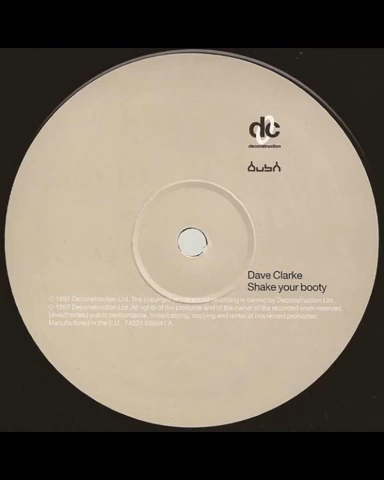 dc
deconstruction
bush
Dave Clarke
Shake your booty
℗ 1997 Deconstruction Ltd. The copyright in this sound recording is owned by Deconstruction Ltd.
© 1997 Deconstruction Ltd. All rights of the producer and of the owner of the recorded work reserved.
Unauthorised public performance, broadcasting, copying and rental of this record prohibited.
Manufactured in the E.U.